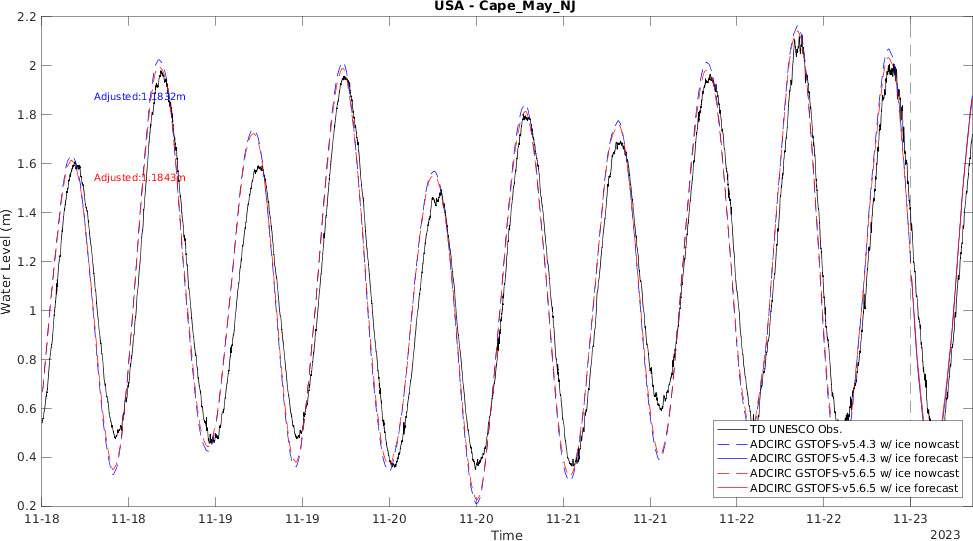 USA - Cape_May_NJ
2.2
2
1.8
1.6
1.4
1.2
1
0.8
0.6
0.4
0.2
Water Level (m)
Adjusted:1.1832m
Adjusted:1.1843m
TD UNESCO Obs.
ADCIRC GSTOFS-v5.4.3 w/ ice nowcast
ADCIRC GSTOFS-v5.4.3 w/ ice forecast
ADCIRC GSTOFS-v5.6.5 w/ ice nowcast
ADCIRC GSTOFS-v5.6.5 w/ ice forecast
11-18 11-18 11-19 11-19 11-20 11-20 11-21 11-21 11-22 11-22 11-23
Time
2023